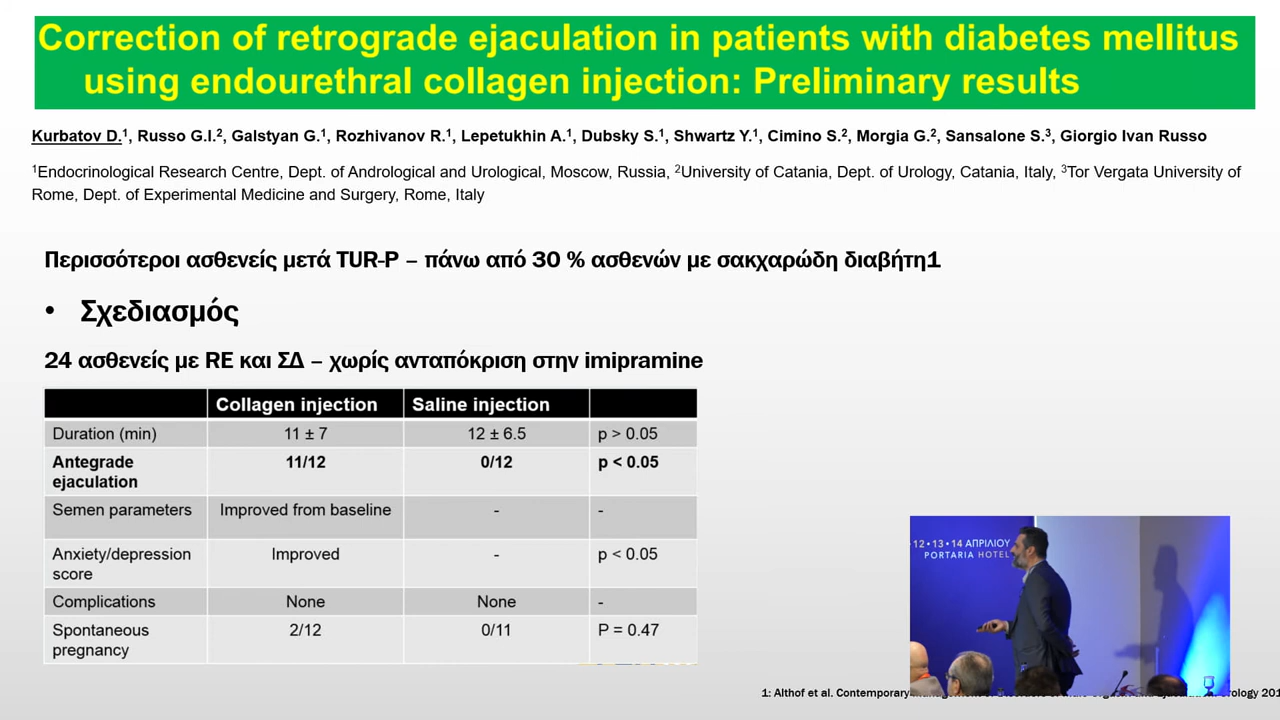 Correction of retrograde ejaculation in patients with diabetes mellitus
using endourethral collagen injection: Preliminary results
Kurbatov D.¹, Russo G.I.², Galstyan G.¹, Rozhivanov R.¹, Lepetukhin A.¹, Dubsky S.¹, Shwartz Y.¹, Cimino S.², Morgia G.², Sansalone S.³, Giorgio Ivan Russo
¹Endocrinological Research Centre, Dept. of Andrological and Urological, Moscow, Russia, ²University of Catania, Dept. of Urology, Catania, Italy, ³Tor Vergata University of
Rome, Dept. of Experimental Medicine and Surgery, Rome, Italy
Περισσότεροι ασθενείς μετά TUR-P – πάνω από 30 % ασθενών με σακχαρώδη διαβήτη1
• Σχεδιασμός
24 ασθενείς με RE και ΣΔ – χωρίς ανταπόκριση στην imipramine
Collagen injection Saline injection
Duration (min) 11 ± 7 12 ± 6.5 p > 0.05
Antegrade ejaculation 11/12 0/12 p < 0.05
Semen parameters Improved from baseline - -
Anxiety/depression score Improved - p < 0.05
Complications None None -
Spontaneous pregnancy 2/12 0/11 P = 0.47
12•13•14 ΑΠΡΙΛΙΟΥ
PORTARIA HOTEL
1: Althof et al. Contemporary